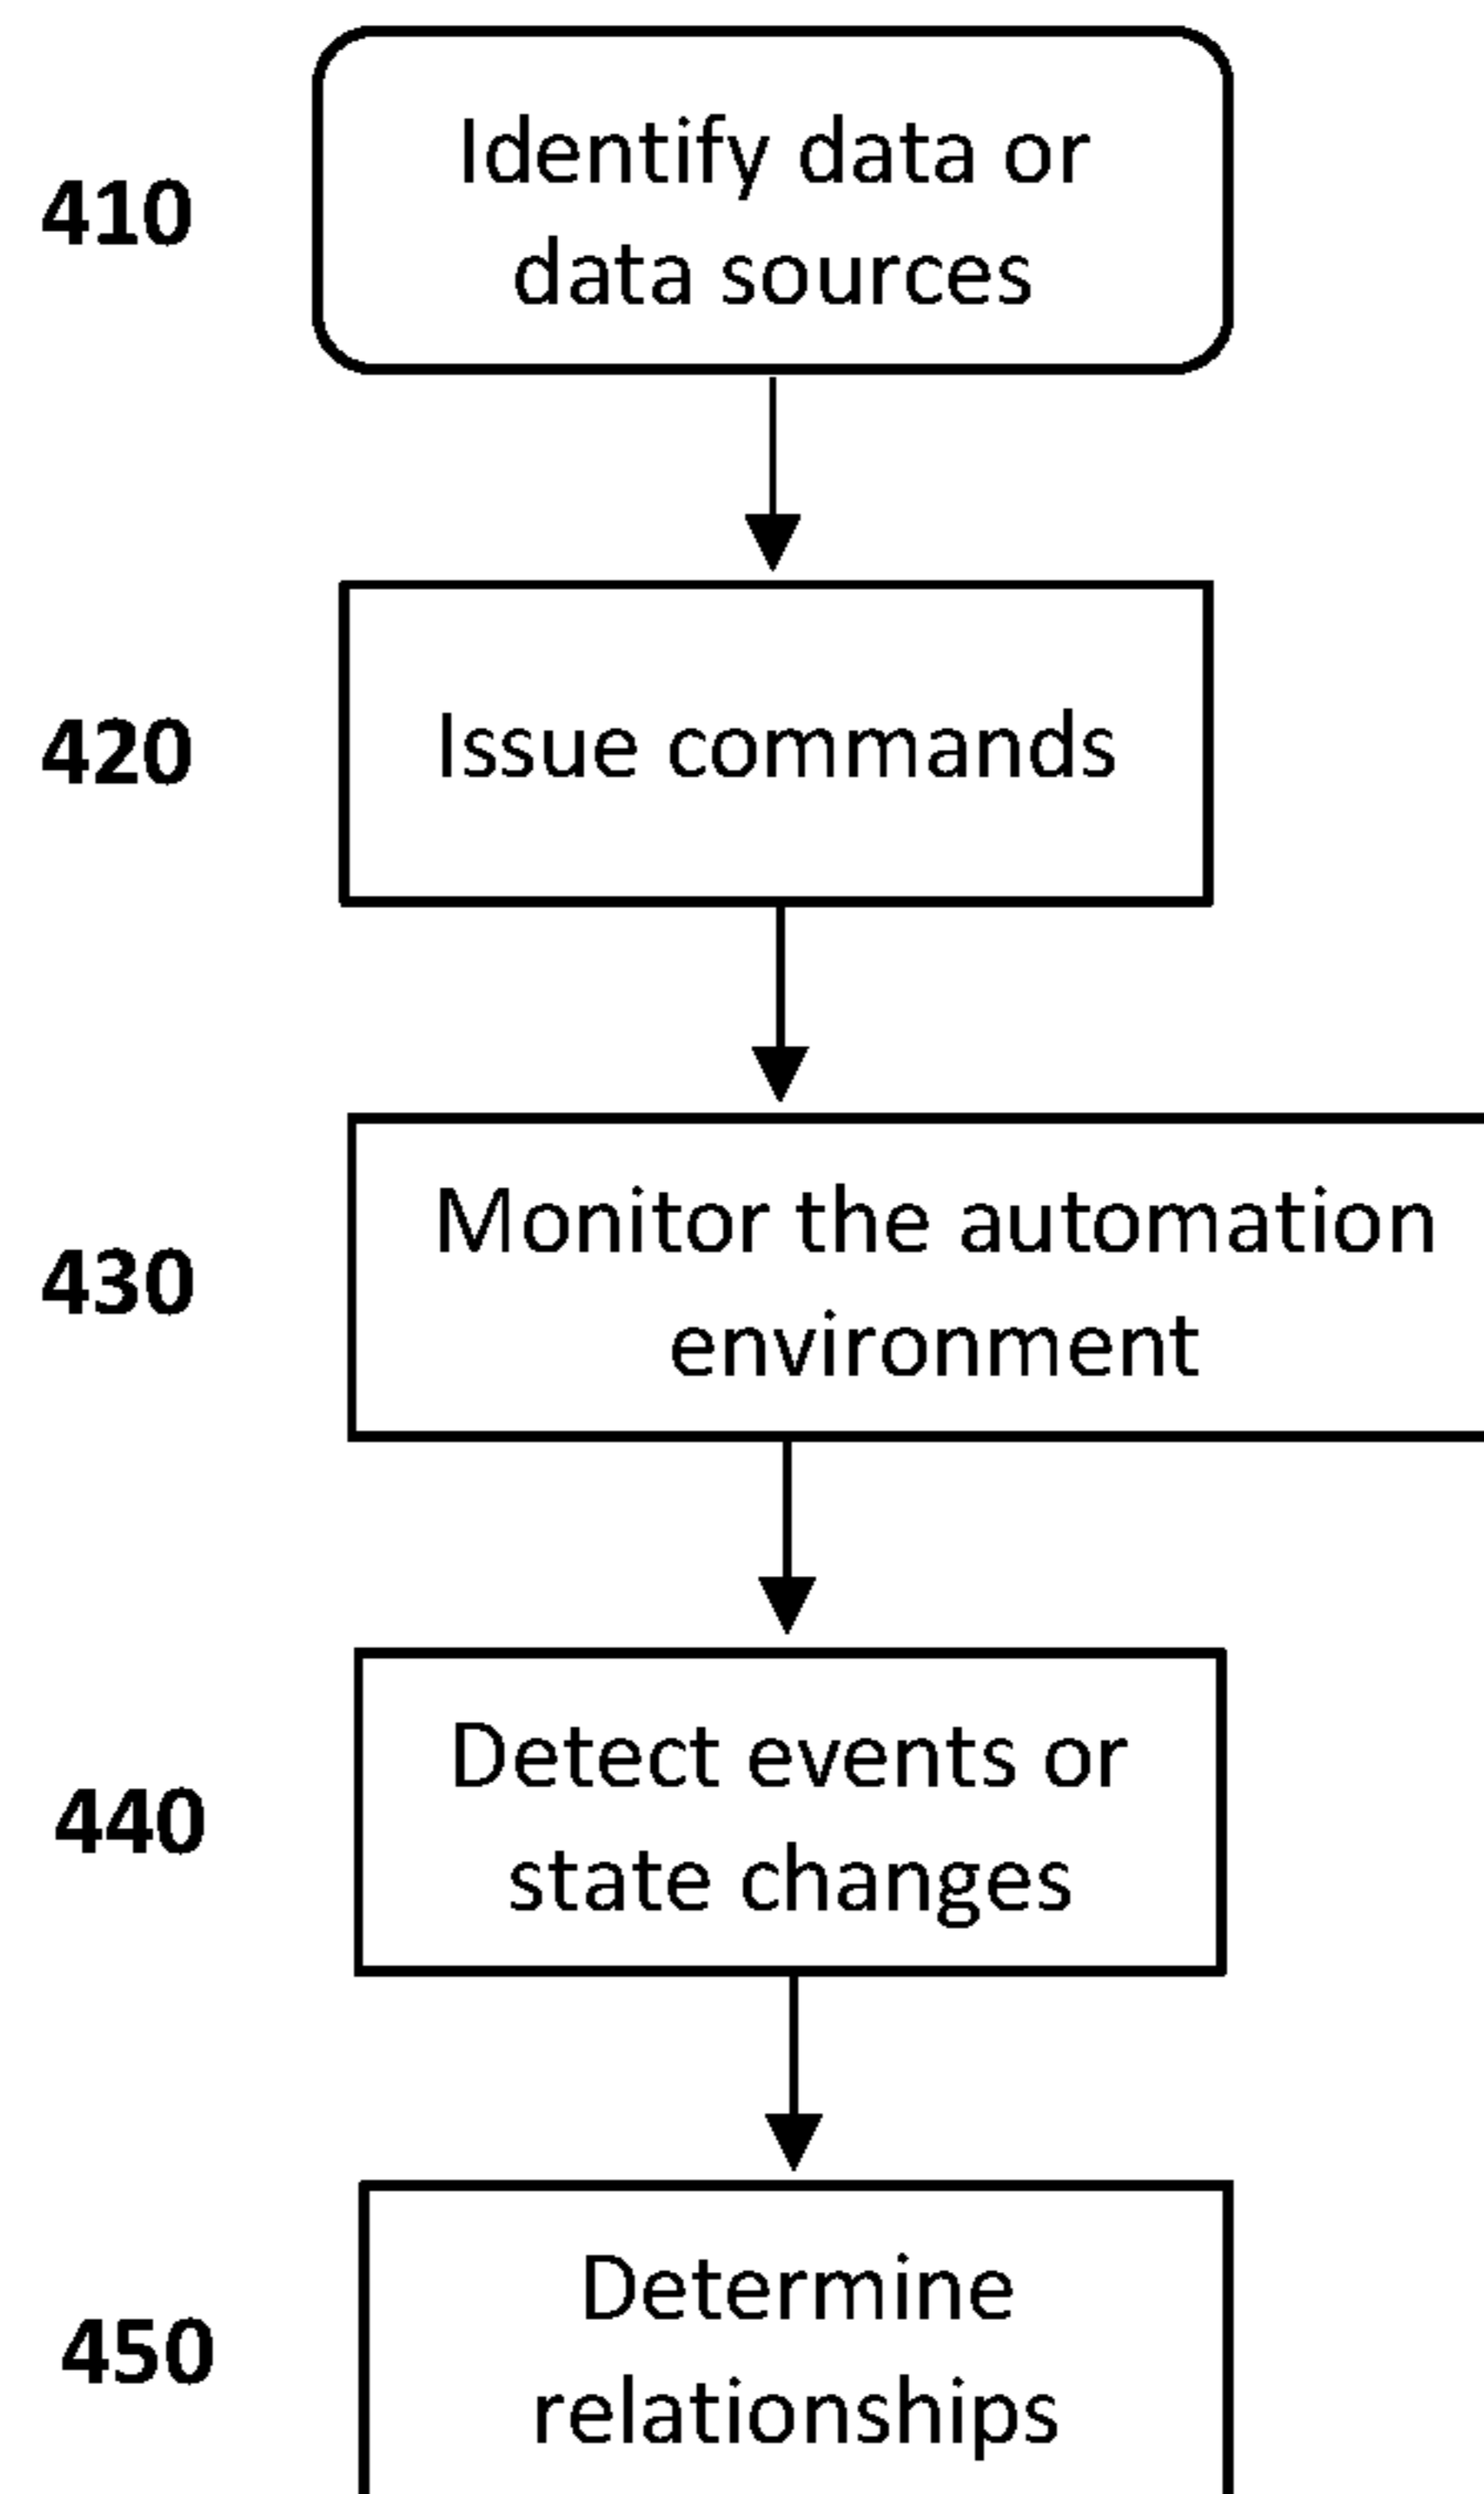 410
Identify data or
data sources
420
Issue commands
430
Monitor the automation
environment
440
Detect events or
state changes
450
Determine
relationships